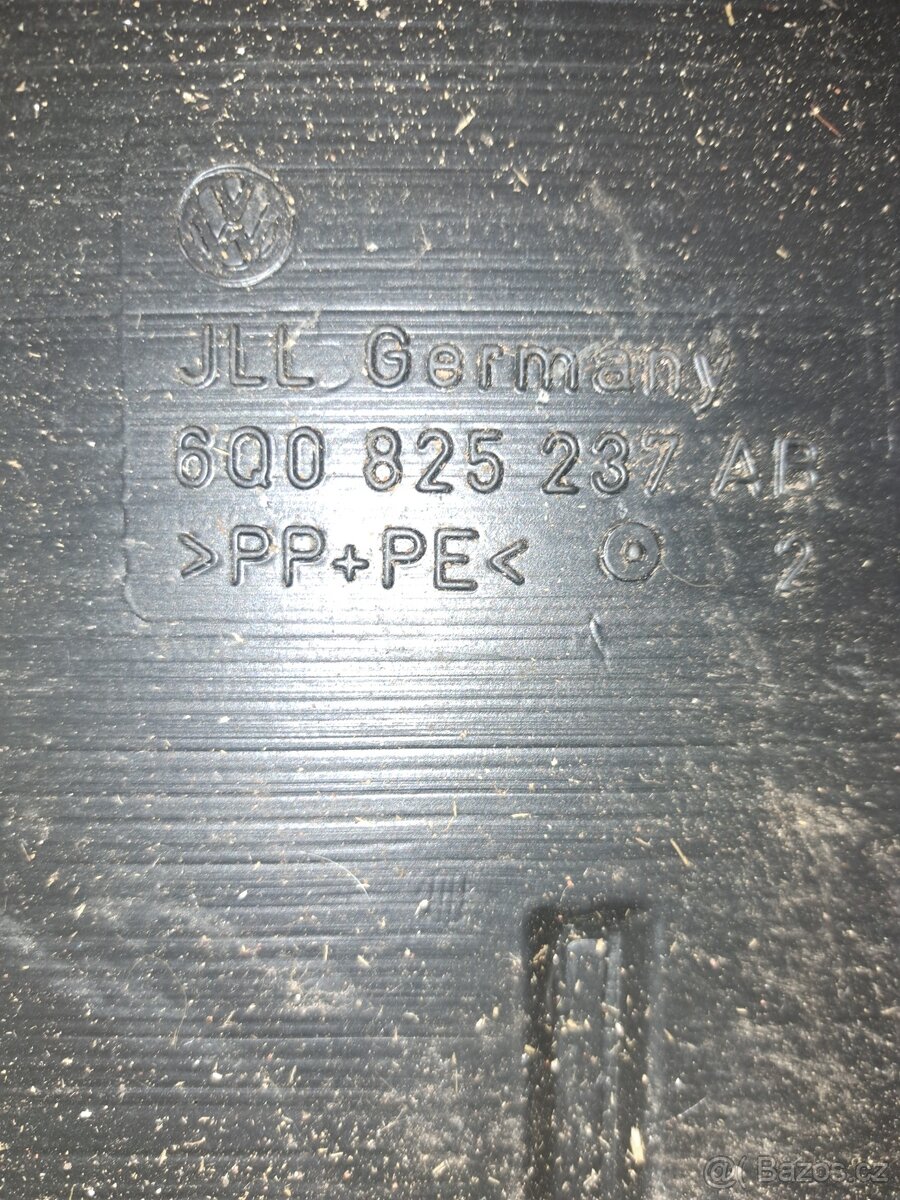 JLL Germany
6Q0 825 237 AB
>PP+PE< 2
@/ Bazos.cz